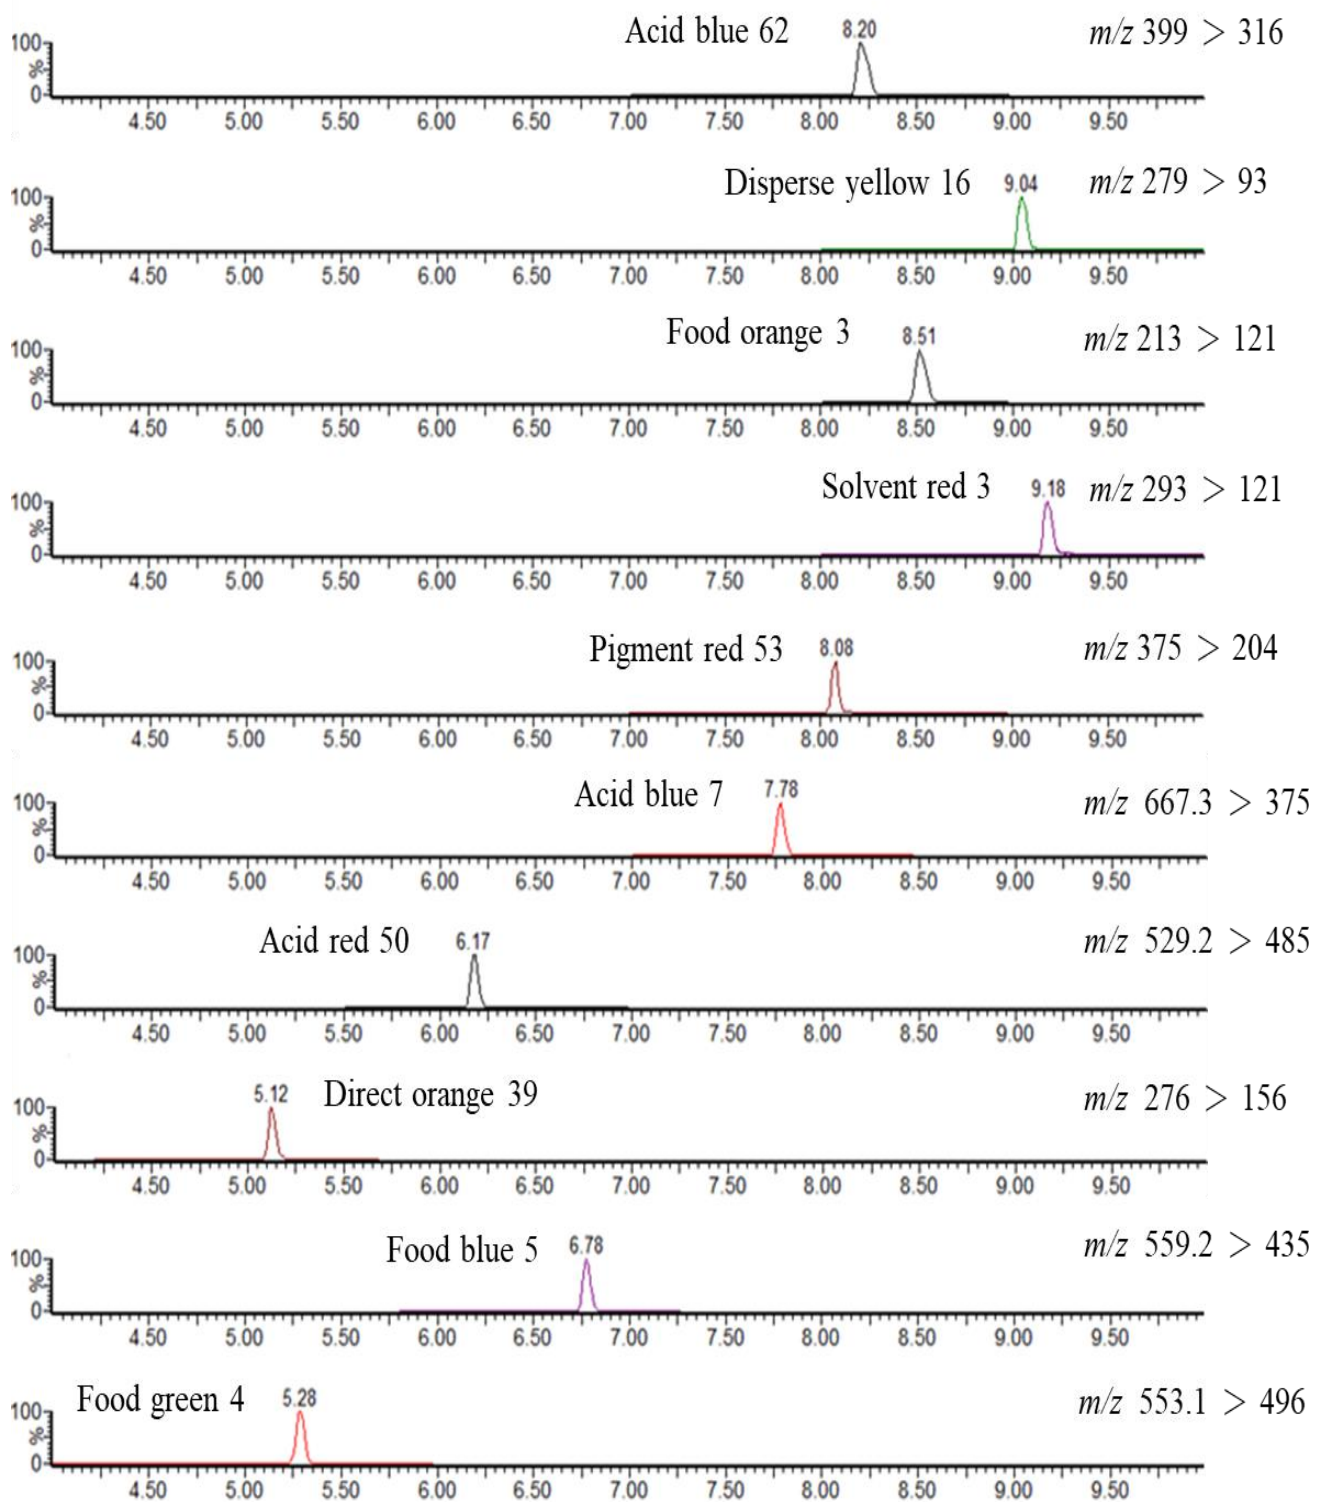 Acid blue 62 8.20 m/z 399 > 316
100
%
0
4.50 5.00 5.50 6.00 6.50 7.00 7.50 8.00 8.50 9.00 9.50
Disperse yellow 16 9.04 m/z 279 > 93
100
%
0
4.50 5.00 5.50 6.00 6.50 7.00 7.50 8.00 8.50 9.00 9.50
Food orange 3 8.51 m/z 213 > 121
100
%
0
4.50 5.00 5.50 6.00 6.50 7.00 7.50 8.00 8.50 9.00 9.50
Solvent red 3 9.18 m/z 293 > 121
100
%
0
4.50 5.00 5.50 6.00 6.50 7.00 7.50 8.00 8.50 9.00 9.50
Pigment red 53 8.08 m/z 375 > 204
100
%
0
4.50 5.00 5.50 6.00 6.50 7.00 7.50 8.00 8.50 9.00 9.50
Acid blue 7 7.78 m/z 667.3 > 375
100
%
0
4.50 5.00 5.50 6.00 6.50 7.00 7.50 8.00 8.50 9.00 9.50
Acid red 50 6.17 m/z 529.2 > 485
100
%
0
4.50 5.00 5.50 6.00 6.50 7.00 7.50 8.00 8.50 9.00 9.50
5.12 Direct orange 39 m/z 276 > 156
100
%
0
4.50 5.00 5.50 6.00 6.50 7.00 7.50 8.00 8.50 9.00 9.50
Food blue 5 6.78 m/z 559.2 > 435
100
%
0
4.50 5.00 5.50 6.00 6.50 7.00 7.50 8.00 8.50 9.00 9.50
Food green 4 5.28 m/z 553.1 > 496
100
%
0
4.50 5.00 5.50 6.00 6.50 7.00 7.50 8.00 8.50 9.00 9.50